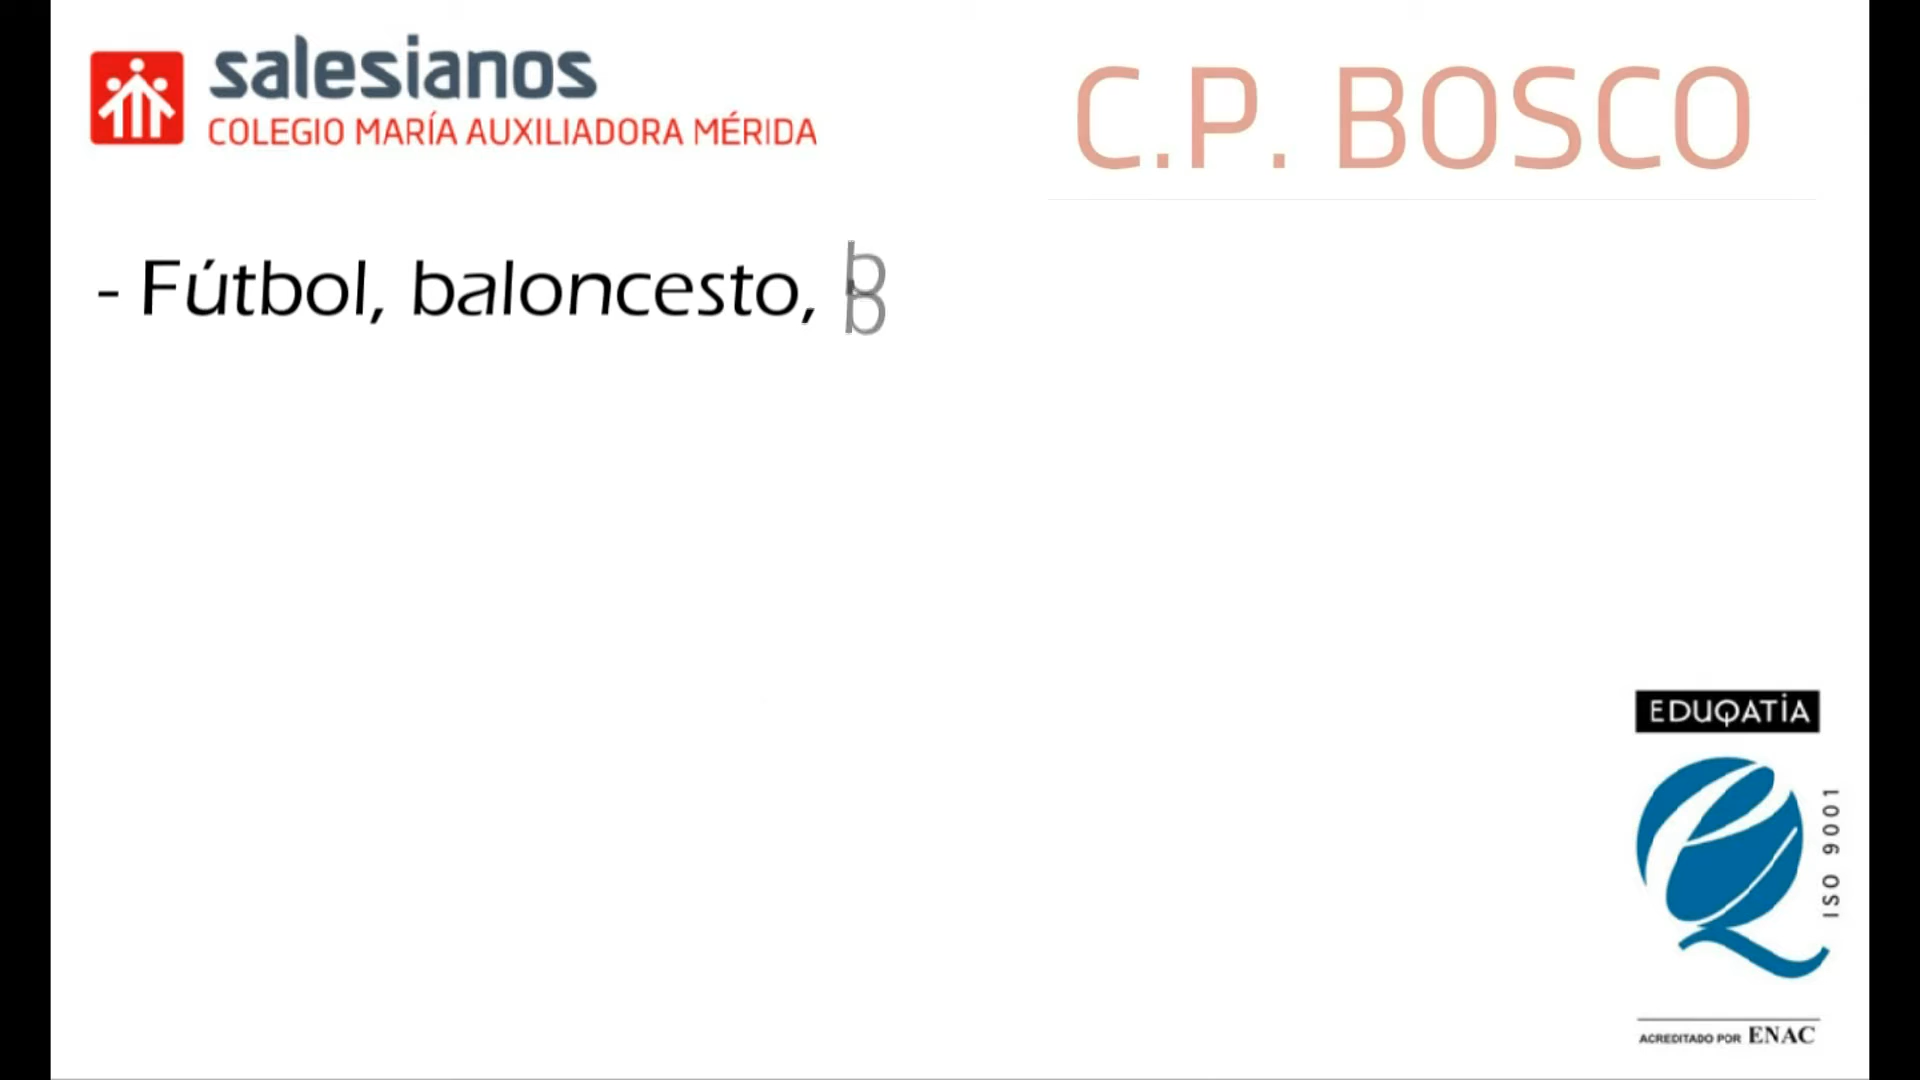 salesianos
COLEGIO MARÍA AUXILIADORA MÉRIDA
C.P. BOSCO
- Fútbol, baloncesto, b
EDUQATIA
ISO 9001
ACREDITADO POR ENAC